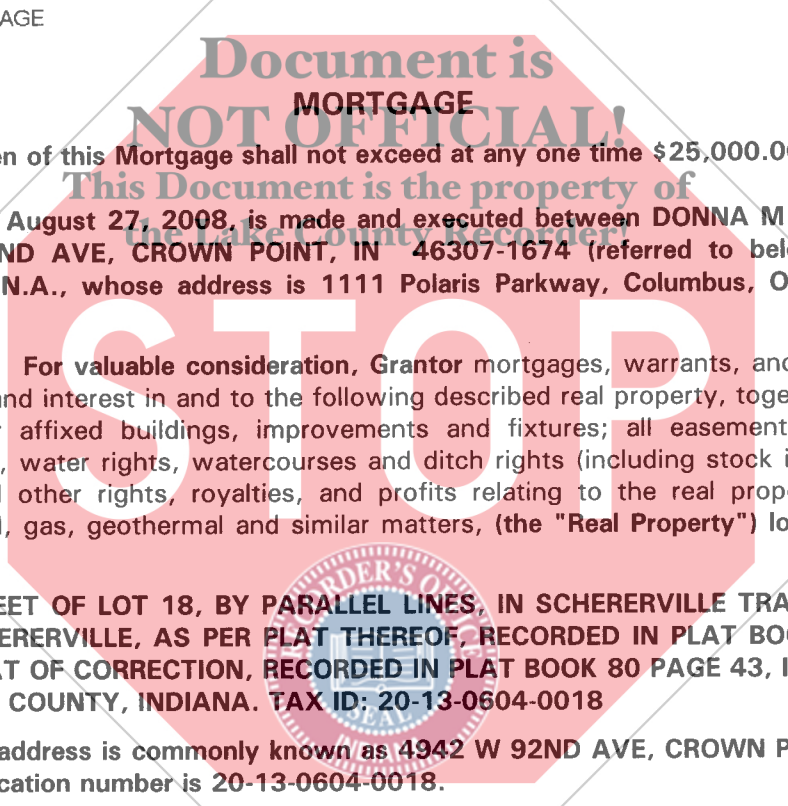 AGE
Document is
MORTGAGE
NOT OFFICIAL!
en of this Mortgage shall not exceed at any one time $25,000.00
This Document is the property of
August 27, 2008, is made and executed between DONNA M
the Lake County Recorder!
ND AVE, CROWN POINT, IN 46307-1674 (referred to bel
N.A., whose address is 1111 Polaris Parkway, Columbus, O
STOP
For valuable consideration, Grantor mortgages, warrants, and
and interest in and to the following described real property, toge
affixed buildings, improvements and fixtures; all easement
, water rights, watercourses and ditch rights (including stock i
other rights, royalties, and profits relating to the real prop
, gas, geothermal and similar matters, (the "Real Property") lo
EET OF LOT 18, BY PARALLEL LINES, IN SCHERERVILLE TRA
ERERVILLE, AS PER PLAT THEREOF, RECORDED IN PLAT BOO
AT OF CORRECTION, RECORDED IN PLAT BOOK 80 PAGE 43, I
COUNTY, INDIANA. TAX ID: 20-13-0604-0018
address is commonly known as 4942 W 92ND AVE, CROWN P
cation number is 20-13-0604-0018.
SEAL